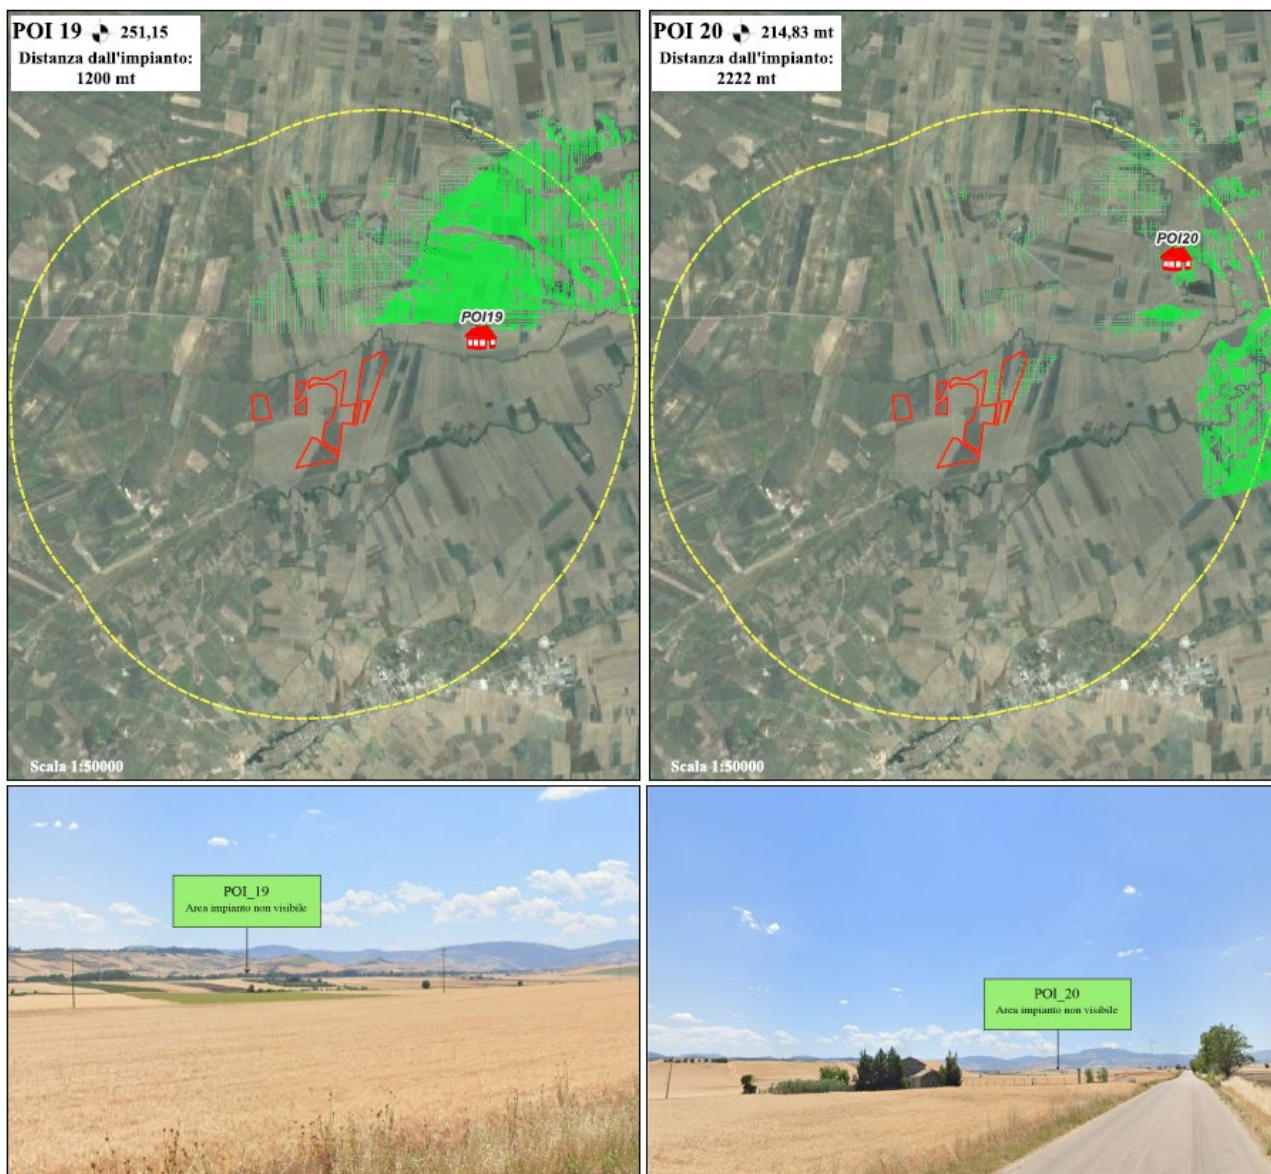 POI 19 251,15
Distanza dall'impianto:
1200 mt
POI19
Scala 1:50000
POI 20 214,83 mt
Distanza dall'impianto:
2222 mt
POI20
Scala 1:50000
POI_19
Area impianto non visibile
POI_20
Area impianto non visibile